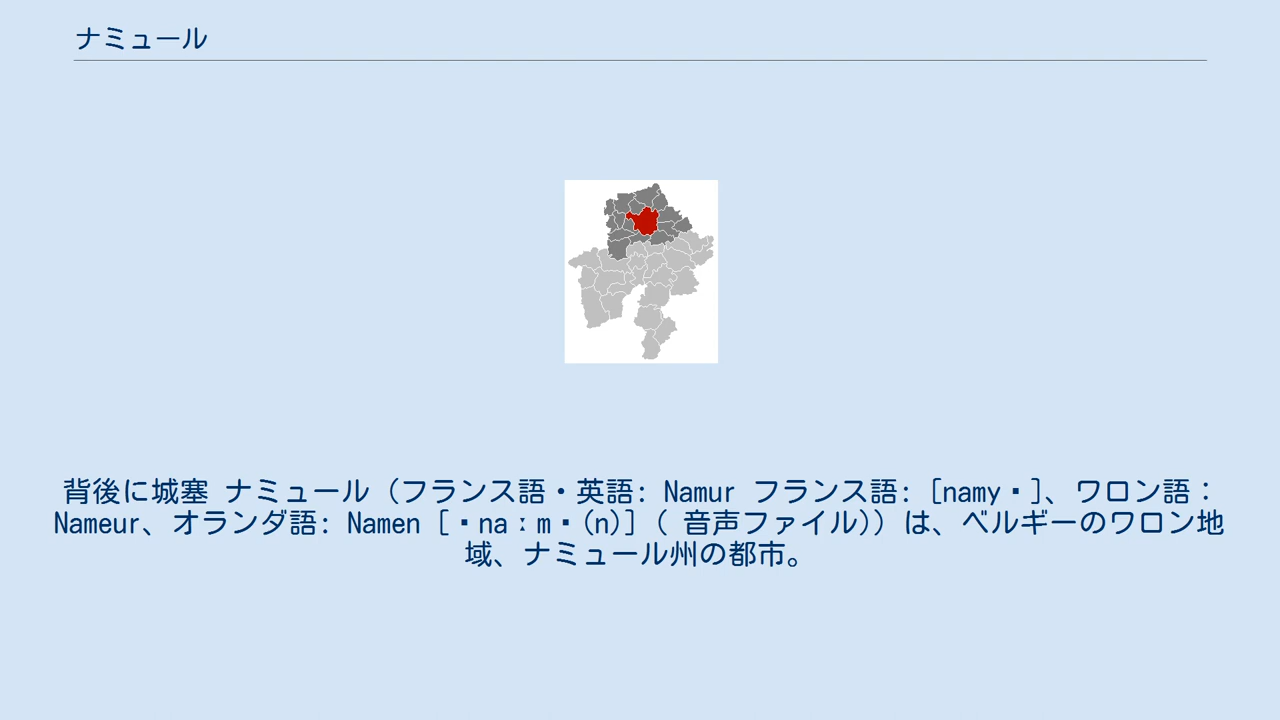 ナミュール
背後に城塞 ナミュール（フランス語・英語: Namur フランス語: [namy▪]、ワロン語：
Nameur、オランダ語: Namen [▪naːm▪(n)]( 音声ファイル)）は、ベルギーのワロン地
域、ナミュール州の都市。